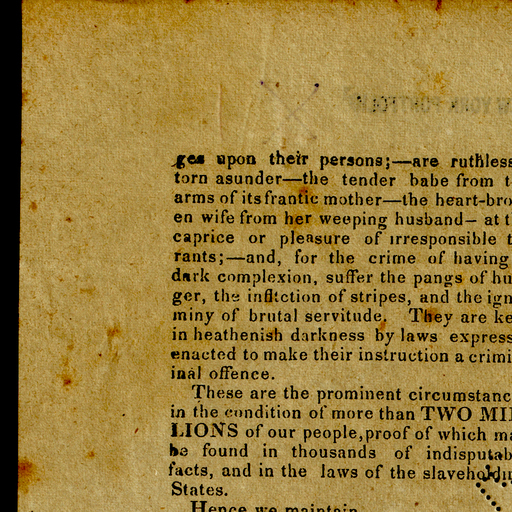 ges upon their persons;—are ruthless
torn asunder—the tender babe from t
arms of its frantic mother—the heart-bro
en wife from her weeping husband—at t
caprice or pleasure of irresponsible t
rants;—and, for the crime of having
dark complexion, suffer the pangs of hu
ger, the infliction of stripes, and the ign
miny of brutal servitude. They are ke
in heathenish darkness by laws express
enacted to make their instruction a crimi
inal offence.
These are the prominent circumstanc
in the condition of more than TWO MIL
LIONS of our people, proof of which ma
be found in thousands of indisputab
facts, and in the laws of the slaveholdin
States.
Hence we maintain